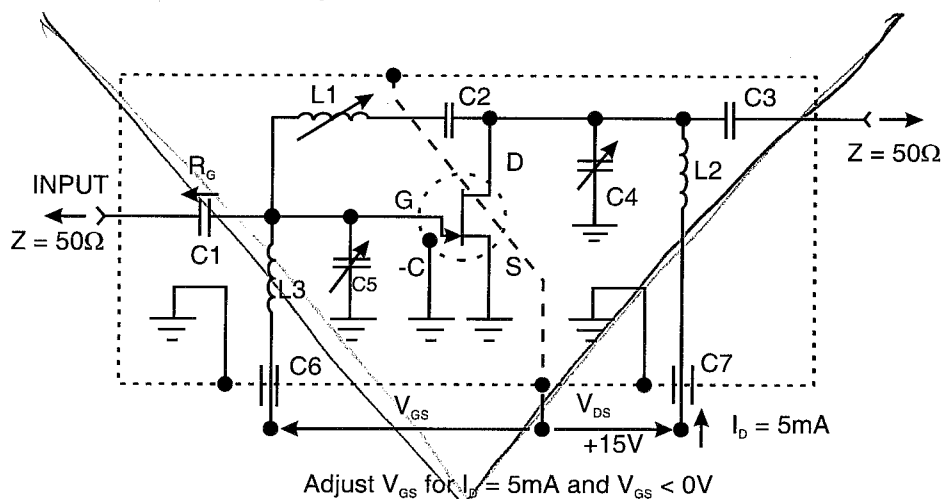 L1
C2
C3
D
R_G
INPUT
G
C4
L2
Z = 50Ω
Z = 50Ω
C1
-C
S
L3
C5
C6
C7
V_GS
V_DS
+15V
I_D = 5mA
Adjust V_GS for I_D = 5mA and V_GS < 0V